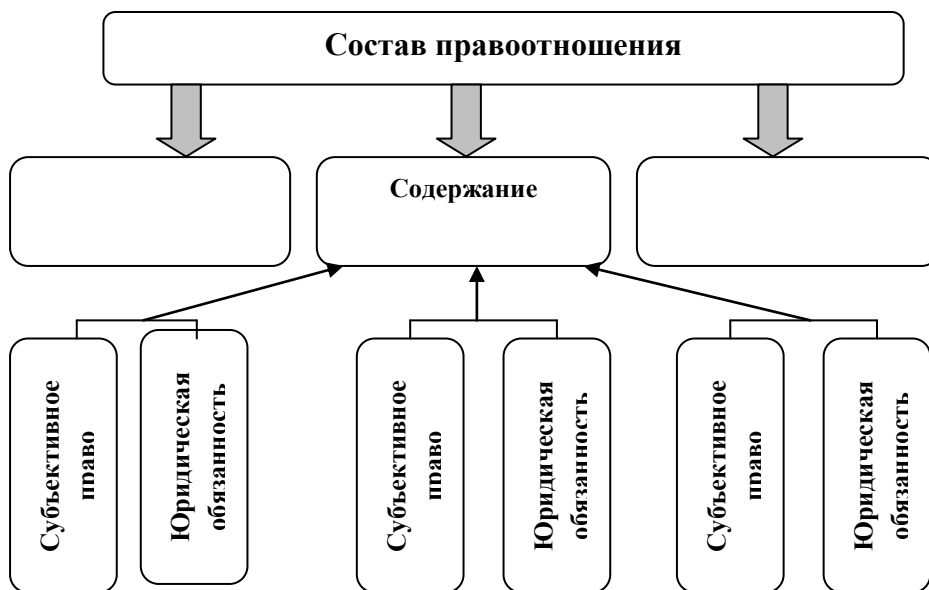 Состав правоотношения
Содержание
Субъективное
право
Юридическая
обязанность
Субъективное
право
Юридическая
обязанность
Субъективное
право
Юридическая
обязанность